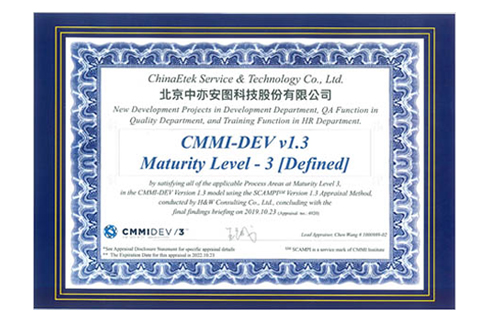 ChinaEtek Service & Technology Co., Ltd.
北京中亦安图科技股份有限公司
New Development Projects in Development Department, QA Function in
Quality Department, and Training Function in HR Department.
CMMI-DEV v1.3
Maturity Level - 3 [Defined]
by satisfying all of the applicable Process Areas at Maturity Level 3,
in the CMMI-DEV Version 1.3 model using the SCAMPI℠ Version 1.3 Appraisal Method,
conducted by H&W Consulting Co., Ltd., concluding with the
final findings briefing on 2019.10.23 (Appraisal no:
CMMIDEV/3℠
Lead Appraiser: Chen Wang #
*See Appraisal Disclosure Statement for specific appraisal details
** The Expiration Date for this appraisal is 2022.10.23
℠ SCAMPI is a service mark of CMMI Institute